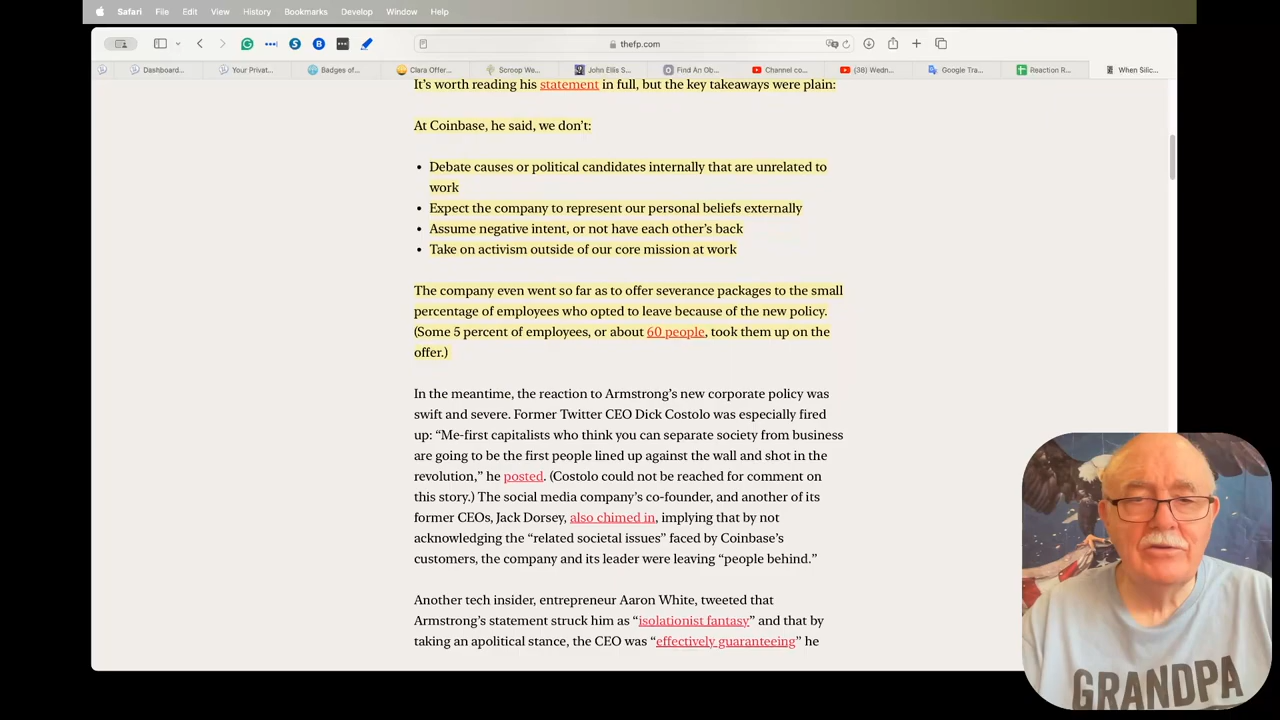 Safari File Edit View History Bookmarks Develop Window Help
thefp.com
Dashboard... Your Privat... Badges of... Clara Offer... Scroop Wa... John Ellis S... Find An Ob... Channel co... (38) Wedn... Google Tra... Reaction R... When Silic...
It’s worth reading his statement in full, but the key takeaways were plain:
At Coinbase, he said, we don’t:
• Debate causes or political candidates internally that are unrelated to
work
• Expect the company to represent our personal beliefs externally
• Assume negative intent, or not have each other’s back
• Take on activism outside of our core mission at work
The company even went so far as to offer severance packages to the small
percentage of employees who opted to leave because of the new policy.
(Some 5 percent of employees, or about 60 people, took them up on the
offer.)
In the meantime, the reaction to Armstrong’s new corporate policy was
swift and severe. Former Twitter CEO Dick Costolo was especially fired
up: “Me-first capitalists who think you can separate society from business
are going to be the first people lined up against the wall and shot in the
revolution,” he posted. (Costolo could not be reached for comment on
this story.) The social media company’s co-founder, and another of its
former CEOs, Jack Dorsey, also chimed in, implying that by not
acknowledging the “related societal issues” faced by Coinbase’s
customers, the company and its leader were leaving “people behind.”
Another tech insider, entrepreneur Aaron White, tweeted that
Armstrong’s statement struck him as “isolationist fantasy” and that by
taking an apolitical stance, the CEO was “effectively guaranteeing” he
GRANDPA